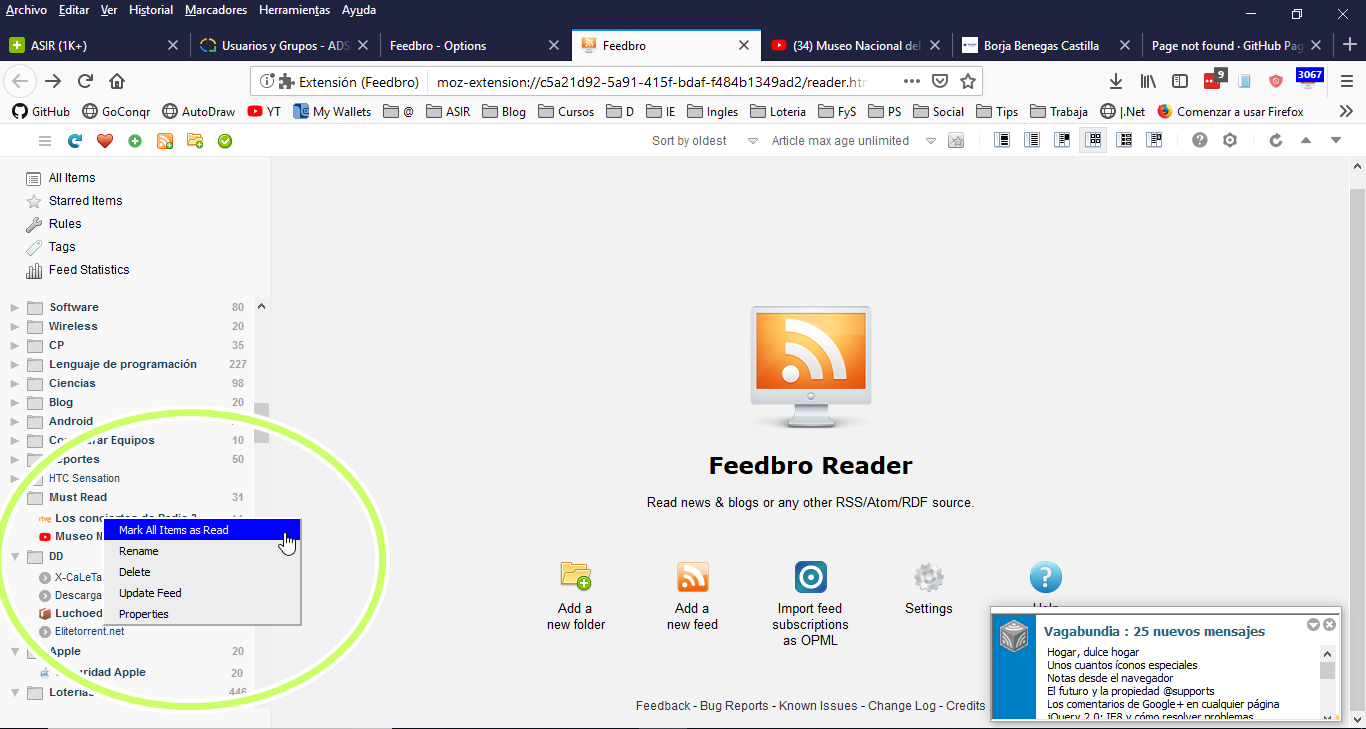 Archivo Editar Ver Historial Marcadores Herramientas Ayuda
ASIR (1K+)
Usuarios y Grupos - ADS
Feedbro - Options
Feedbro
(34) Museo Nacional del
Borja Benegas Castilla
Page not found · GitHub Pag
Extensión (Feedbro)
moz-extension://c5a21d92-5a91-415f-bdaf-f484b1349ad2/reader.htm
9
3067
GitHub GoConqr AutoDraw YT My Wallets @ ASIR Blog Cursos D IE Ingles Loteria FyS PS Social Tips Trabaja J.Net Comenzar a usar Firefox
Sort by oldest Article max age unlimited
All Items
Starred Items
Rules
Tags
Feed Statistics
Software 80
Wireless 20
CP 35
Lenguaje de programación 227
Ciencias 98
Blog 20
Android
Equipos 10
50
HTC Sensation
Must Read 31
rtve Los conciertos de Radio 3
Museo N
DD
X-CaLeTa
Descarga
Luchoed
Elitetorrent.net
Apple 20
Apple 20
Loterias 446
Mark All Items as Read
Rename
Delete
Update Feed
Properties
Feedbro Reader
Read news & blogs or any other RSS/Atom/RDF source.
Add a
new folder
Add a
new feed
Import feed
subscriptions
as OPML
Settings
Help
Feedback - Bug Reports - Known Issues - Change Log - Credits
Vagabundia : 25 nuevos mensajes
Hogar, dulce hogar
Unos cuantos íconos especiales
Notas desde el navegador
El futuro y la propiedad @supports
Los comentarios de Google+ en cualquier página
jQuery 2.0: IE8 y cómo resolver problemas